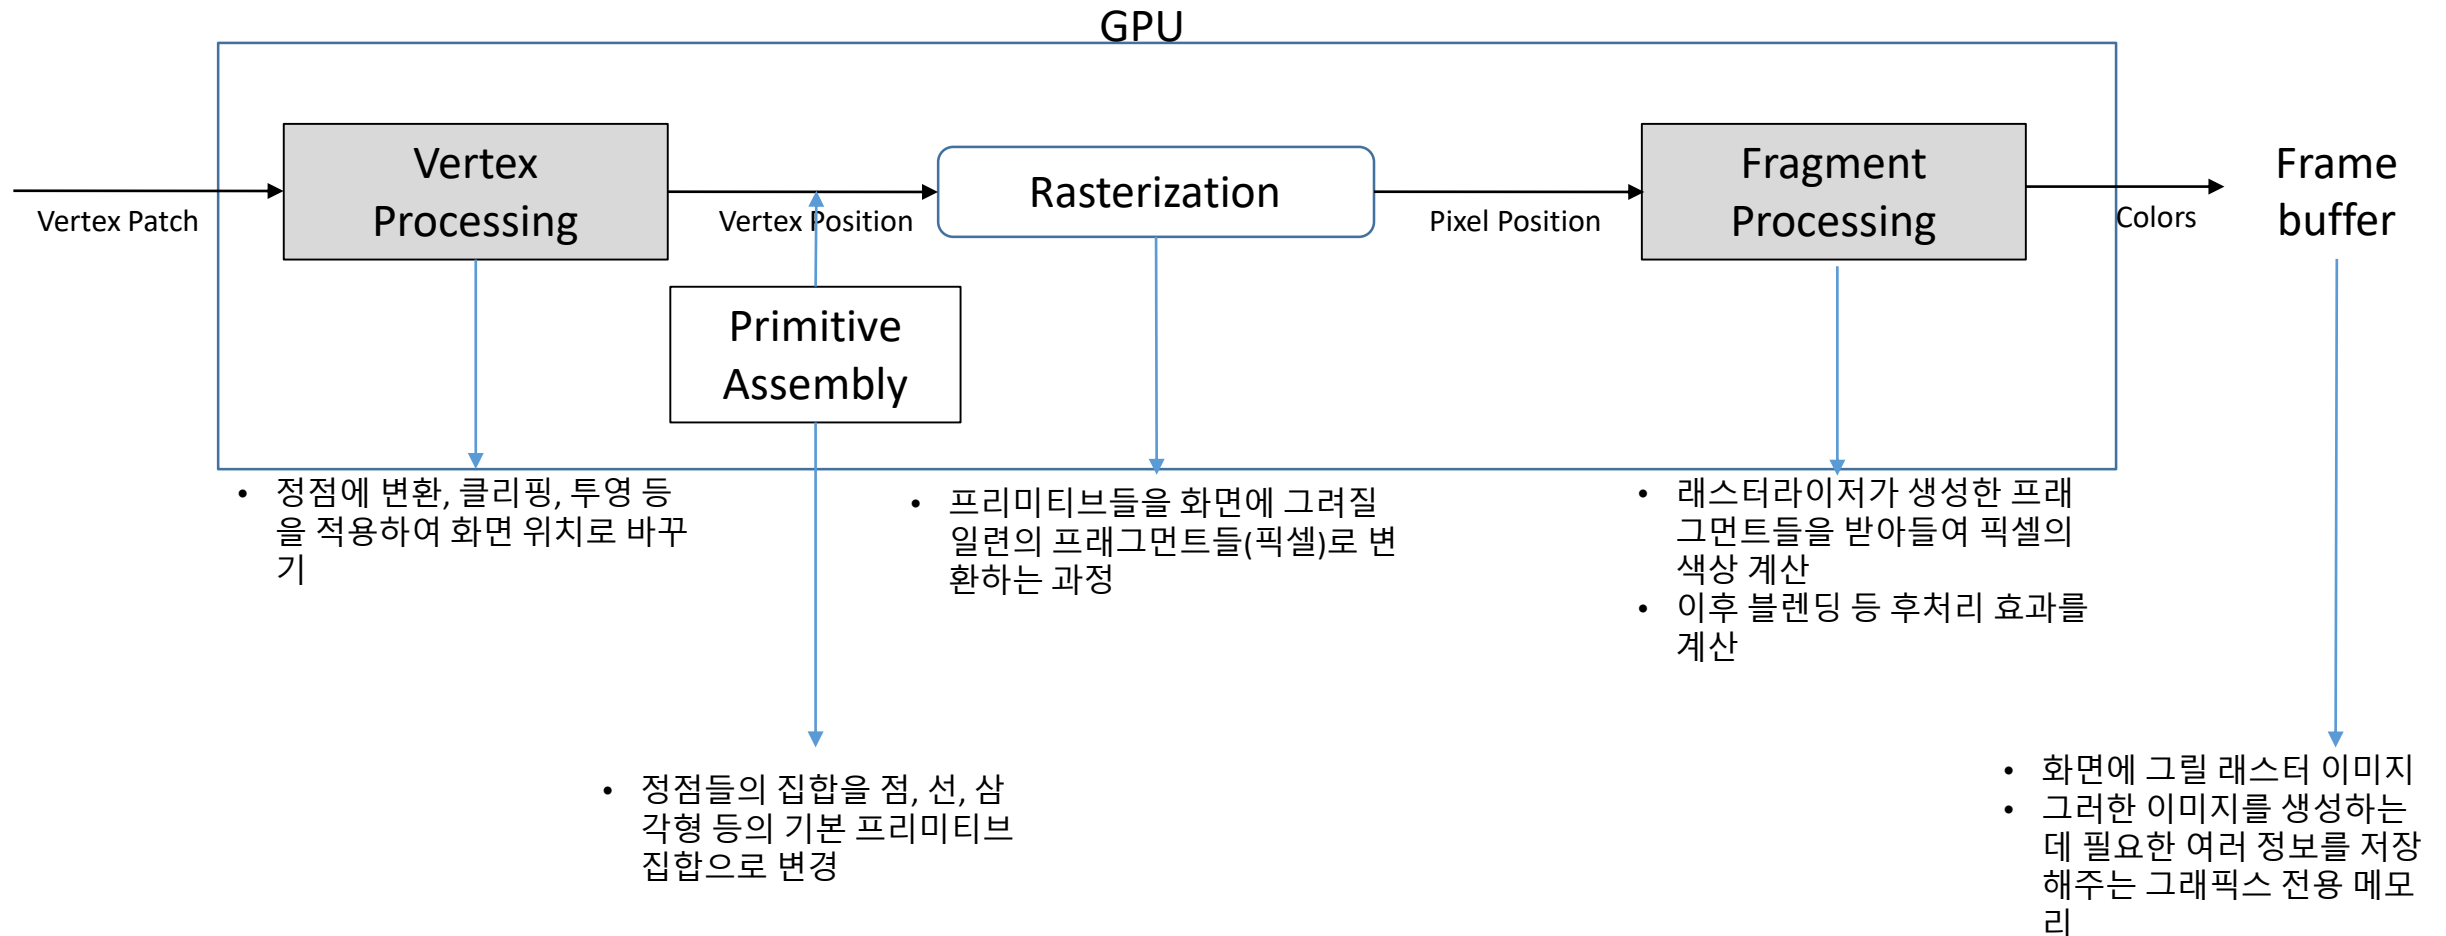 GPU
Vertex Patch
Vertex
Processing
Vertex Position
Primitive
Assembly
Rasterization
Pixel Position
Fragment
Processing
Colors
Frame
buffer
• 정점에 변환, 클리핑, 투영 등
을 적용하여 화면 위치로 바꾸
기
• 프리미티브들을 화면에 그려질
일련의 프래그먼트들(픽셀)로 변
환하는 과정
• 래스터라이저가 생성한 프래
그먼트들을 받아들여 픽셀의
색상 계산
• 이후 블렌딩 등 후처리 효과를
계산
• 정점들의 집합을 점, 선, 삼
각형 등의 기본 프리미티브
집합으로 변경
• 화면에 그릴 래스터 이미지
• 그러한 이미지를 생성하는
데 필요한 여러 정보를 저장
해주는 그래픽스 전용 메모
리